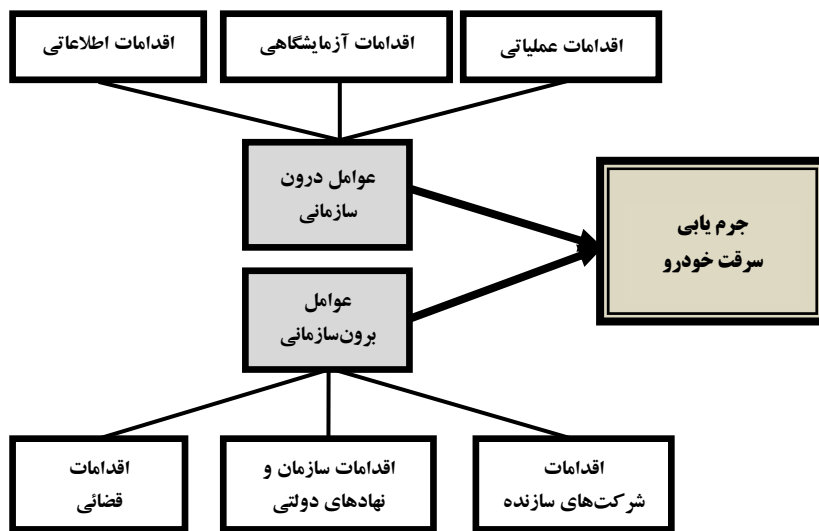 اقدامات عملیاتی
اقدامات آزمایشگاهی
اقدامات اطلاعاتی
عوامل درون
سازمانی
جرم یابی
سرقت خودرو
عوامل
برون‌سازمانی
اقدامات
شرکت‌های سازنده
اقدامات سازمان و
نهادهای دولتی
اقدامات
قضائی